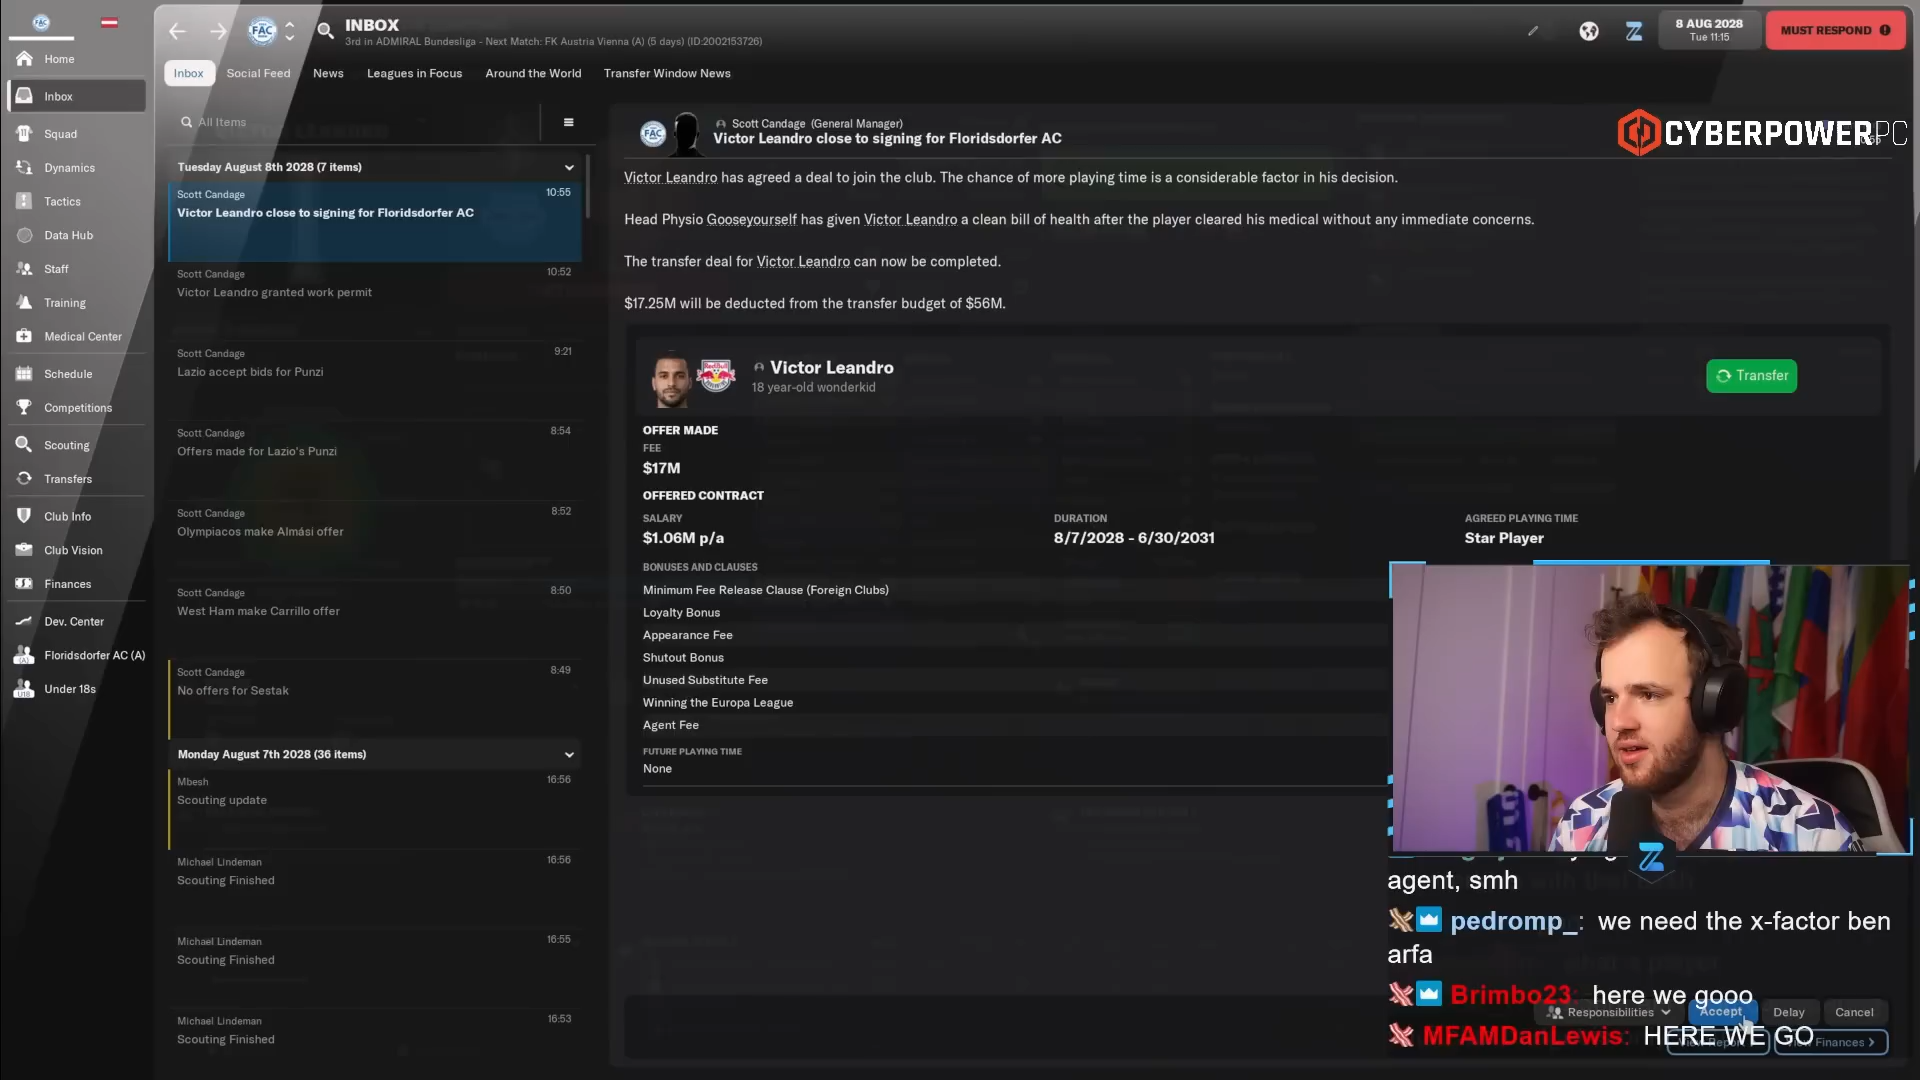 FAC
INBOX
3rd in ADMIRAL Bundesliga - Next Match: FK Austria Vienna (A) (5 days) (ID:2002153726)
8 AUG 2028
Tue 11:15
MUST RESPOND
Home
Inbox
Squad
Dynamics
Tactics
Data Hub
Staff
Training
Medical Center
Schedule
Competitions
Scouting
Transfers
Club Info
Club Vision
Finances
Dev. Center
Floridsdorfer AC (A)
Under 18s
Inbox
Social Feed
News
Leagues in Focus
Around the World
Transfer Window News
All Items
Tuesday August 8th 2028 (7 items)
Scott Candage 10:55
Victor Leandro close to signing for Floridsdorfer AC
Scott Candage 10:52
Victor Leandro granted work permit
Scott Candage 9:21
Lazio accept bids for Punzi
Scott Candage 8:54
Offers made for Lazio's Punzi
Scott Candage 8:52
Olympiacos make Almási offer
Scott Candage 8:50
West Ham make Carrillo offer
Scott Candage 8:49
No offers for Sestak
Monday August 7th 2028 (36 items)
Mbesh 16:56
Scouting update
Michael Lindeman 16:56
Scouting Finished
Michael Lindeman 16:55
Scouting Finished
Michael Lindeman 16:53
Scouting Finished
FAC
Scott Candage (General Manager)
Victor Leandro close to signing for Floridsdorfer AC
CYBERPOWERPC
Victor Leandro has agreed a deal to join the club. The chance of more playing time is a considerable factor in his decision.
Head Physio Gooseyourself has given Victor Leandro a clean bill of health after the player cleared his medical without any immediate concerns.
The transfer deal for Victor Leandro can now be completed.
$17.25M will be deducted from the transfer budget of $56M.
Victor Leandro
18 year-old wonderkid
Transfer
OFFER MADE
FEE
$17M
OFFERED CONTRACT
SALARY
$1.06M p/a
DURATION
8/7/2028 - 6/30/2031
AGREED PLAYING TIME
Star Player
BONUSES AND CLAUSES
Minimum Fee Release Clause (Foreign Clubs)
Loyalty Bonus
Appearance Fee
Shutout Bonus
Unused Substitute Fee
Winning the Europa League
Agent Fee
FUTURE PLAYING TIME
None
agent, smh
pedromp_: we need the x-factor ben
arfa
Brimbo23: here we gooo
MFAMDanLewis: HERE WE GO
Responsibilities
Accept
Delay
Cancel
View Report
View Finances